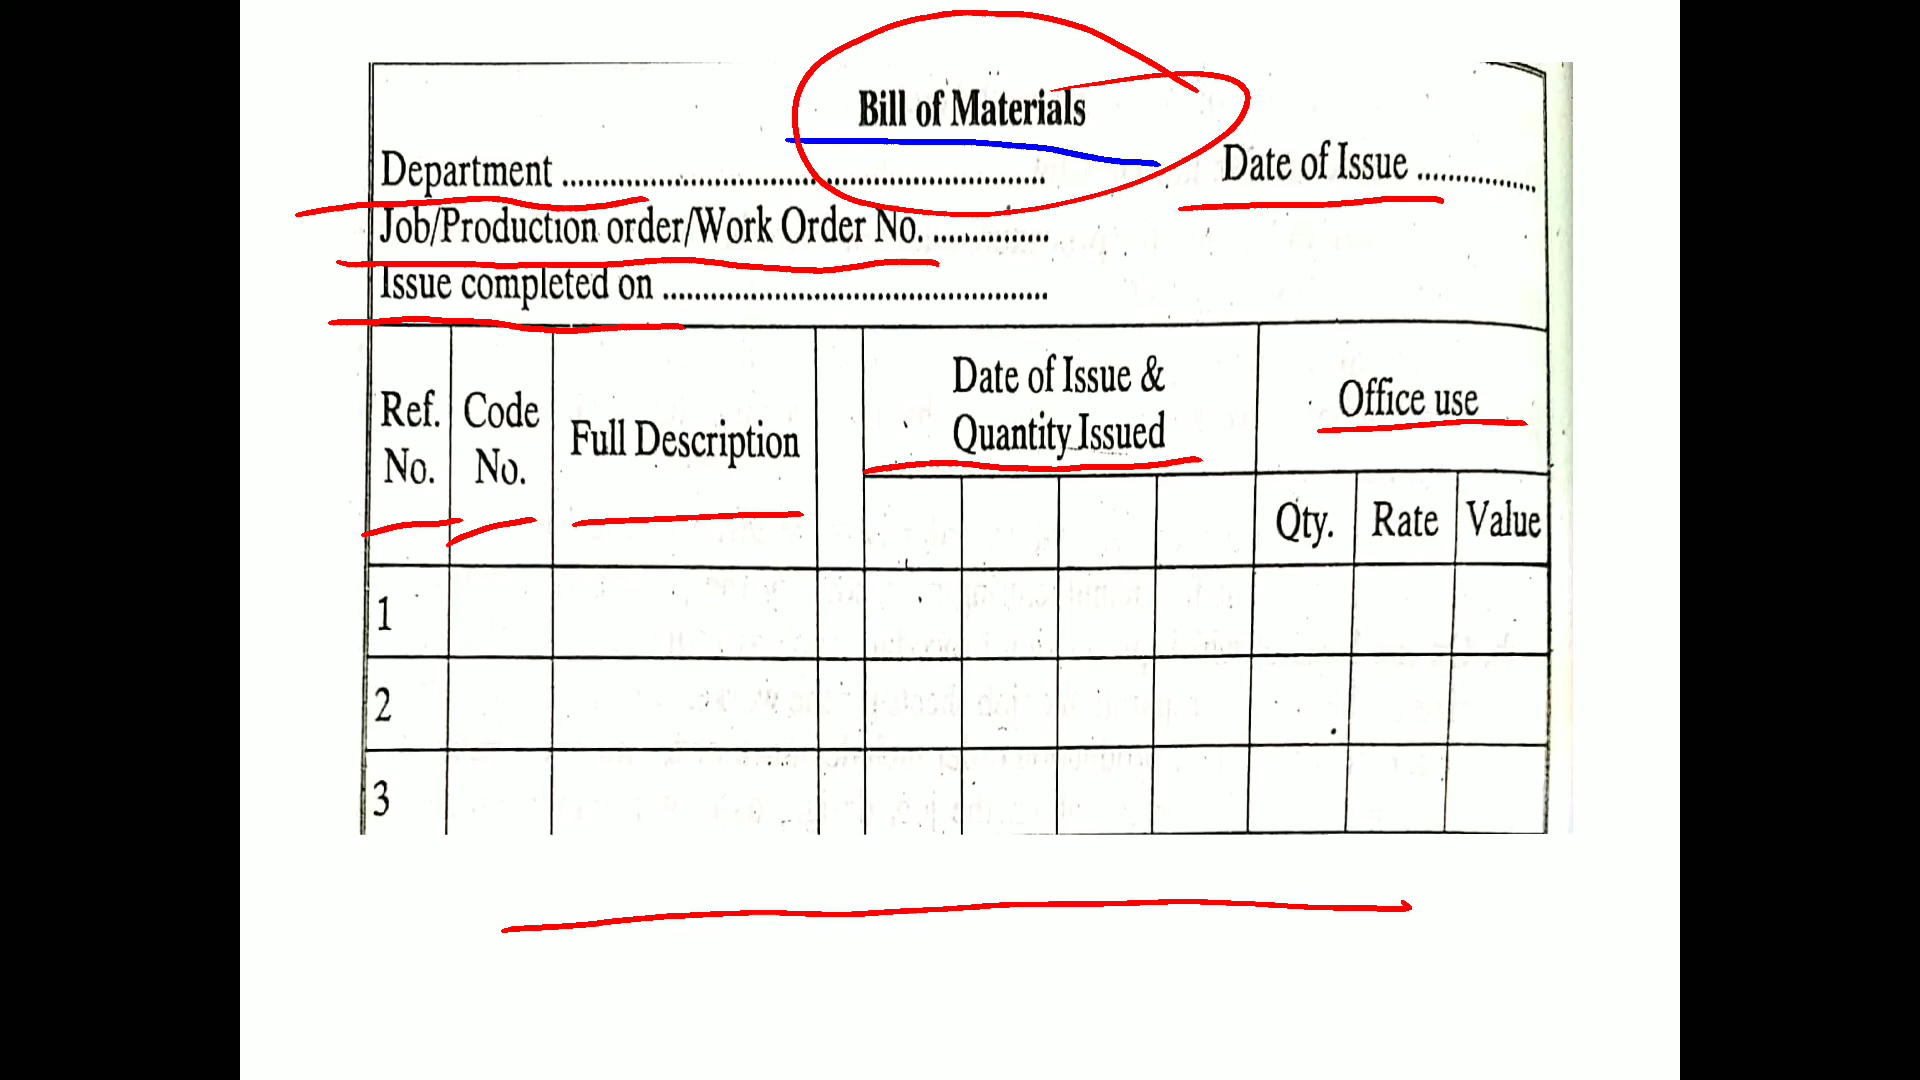 Bill of Materials
Department ........................................................ Date of Issue ...............
Job/Production order/Work Order No. ...............
Issue completed on ................................................
Ref. No.
Code No.
Full Description
Date of Issue &
Quantity Issued
Office use
Qty. Rate Value
1
2
3